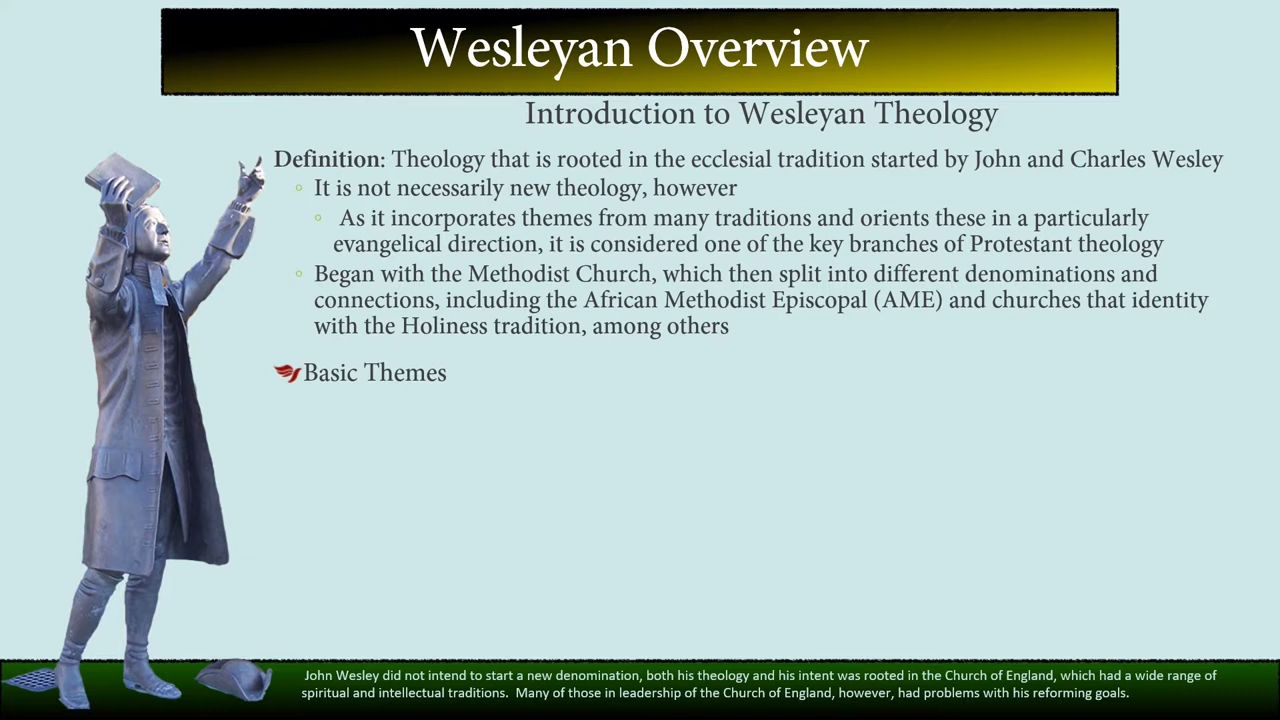 Wesleyan Overview
Introduction to Wesleyan Theology
Definition: Theology that is rooted in the ecclesial tradition started by John and Charles Wesley
It is not necessarily new theology, however
As it incorporates themes from many traditions and orients these in a particularly
evangelical direction, it is considered one of the key branches of Protestant theology
Began with the Methodist Church, which then split into different denominations and
connections, including the African Methodist Episcopal (AME) and churches that identity
with the Holiness tradition, among others
Basic Themes
John Wesley did not intend to start a new denomination, both his theology and his intent was rooted in the Church of England, which had a wide range of
spiritual and intellectual traditions. Many of those in leadership of the Church of England, however, had problems with his reforming goals.